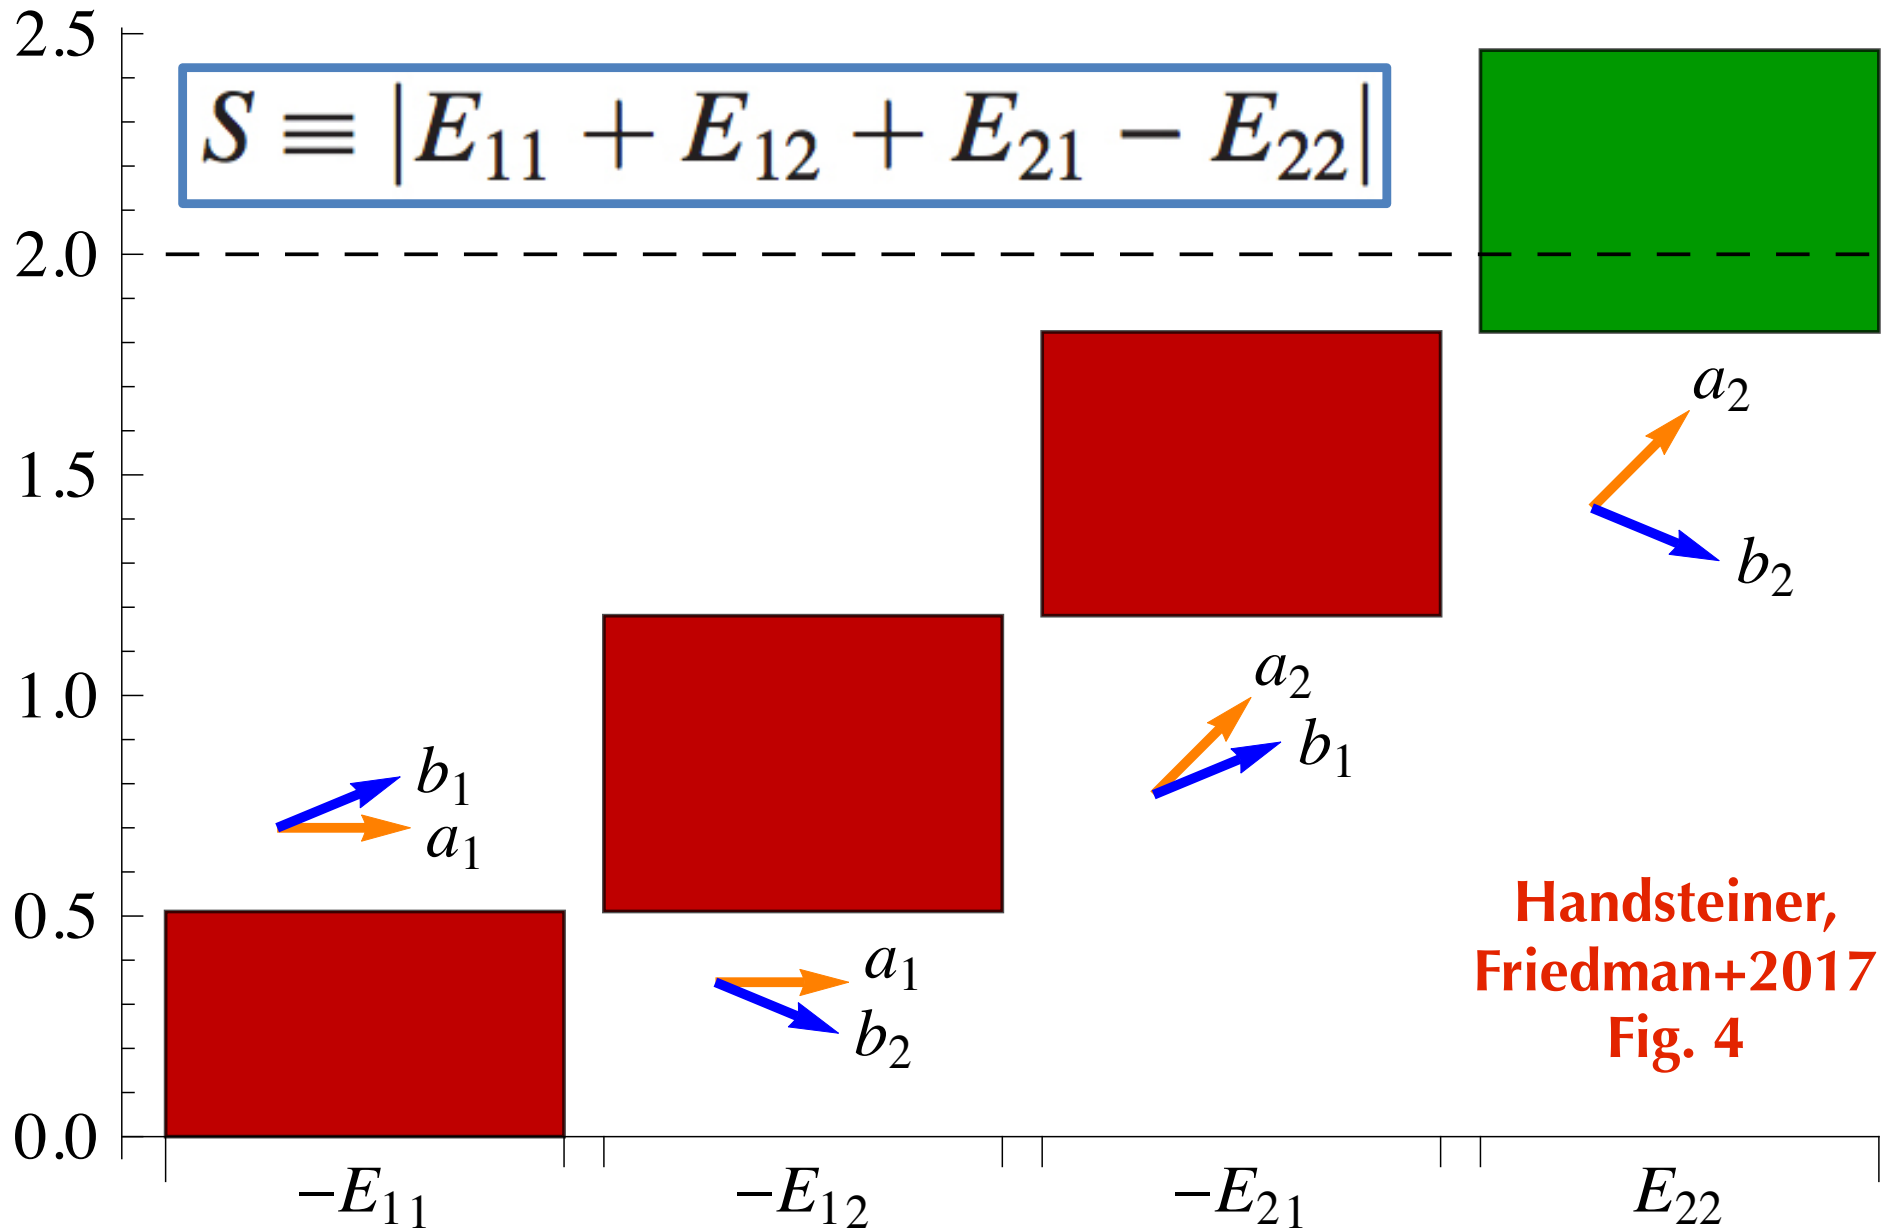 2.5
S ≡ |E₁₁ + E₁₂ + E₂₁ − E₂₂|
2.0
a₂
1.5
b₂
a₂
1.0
b₁
b₁
a₁
Handsteiner,
0.5
a₁
Friedman+2017
b₂
Fig. 4
0.0
−E₁₁ −E₁₂ −E₂₁ E₂₂